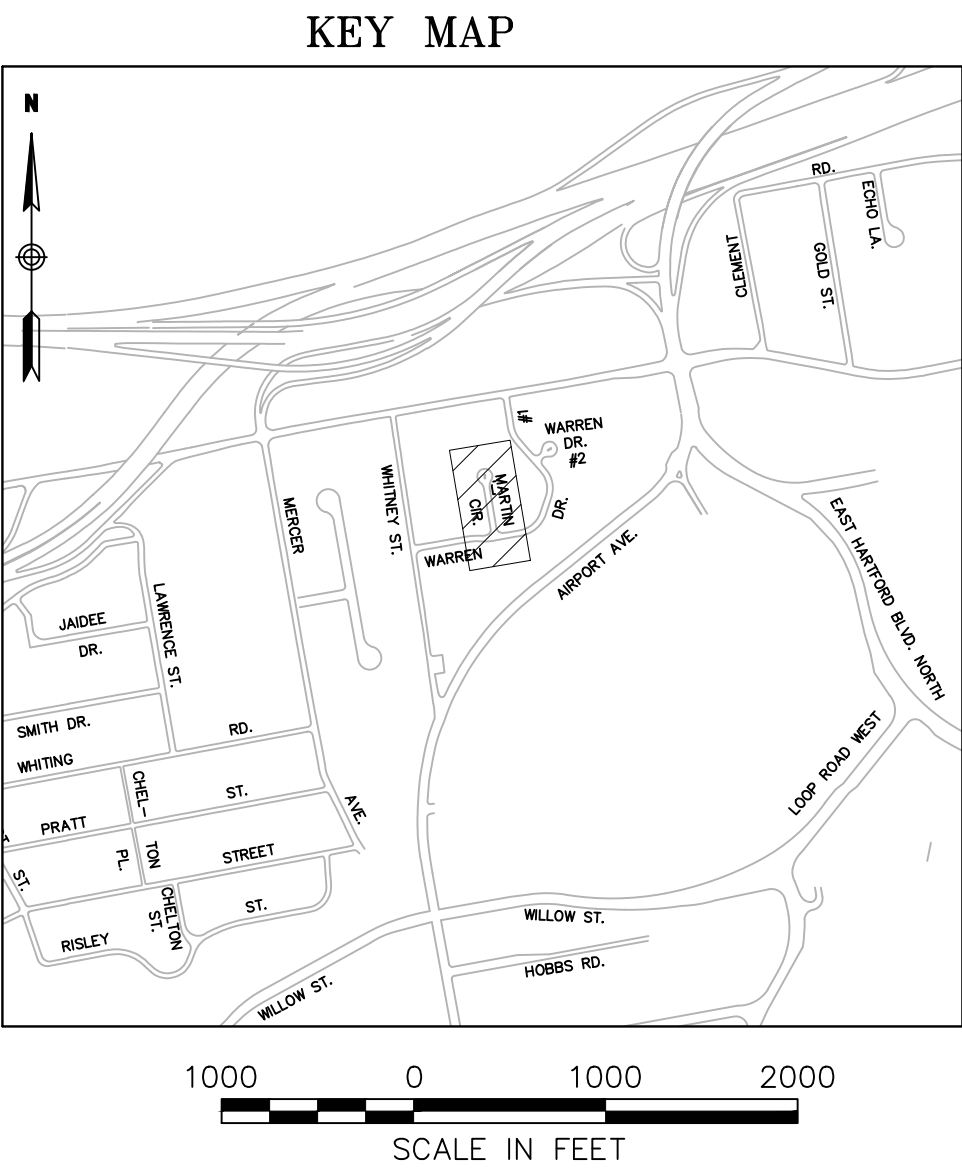 KEY MAP
N
RD.
ECHO LA.
CLEMENT
GOLD ST.
#1
WARREN
DR.
#2
MARTIN
CIR.
DR.
WARREN
WHITNEY ST.
MERCER
AIRPORT AVE.
EAST HARTFORD BLVD. NORTH
LAWRENCE ST.
JAIDEE
DR.
SMITH DR.
RD.
WHITING
LOOP ROAD WEST
CHEL-
ST.
AVE.
PRATT
TON
PL.
STREET
ST.
CHELTON
ST.
ST.
RISLEY
WILLOW ST.
HOBBS RD.
WILLOW ST.
1000 0 1000 2000
SCALE IN FEET